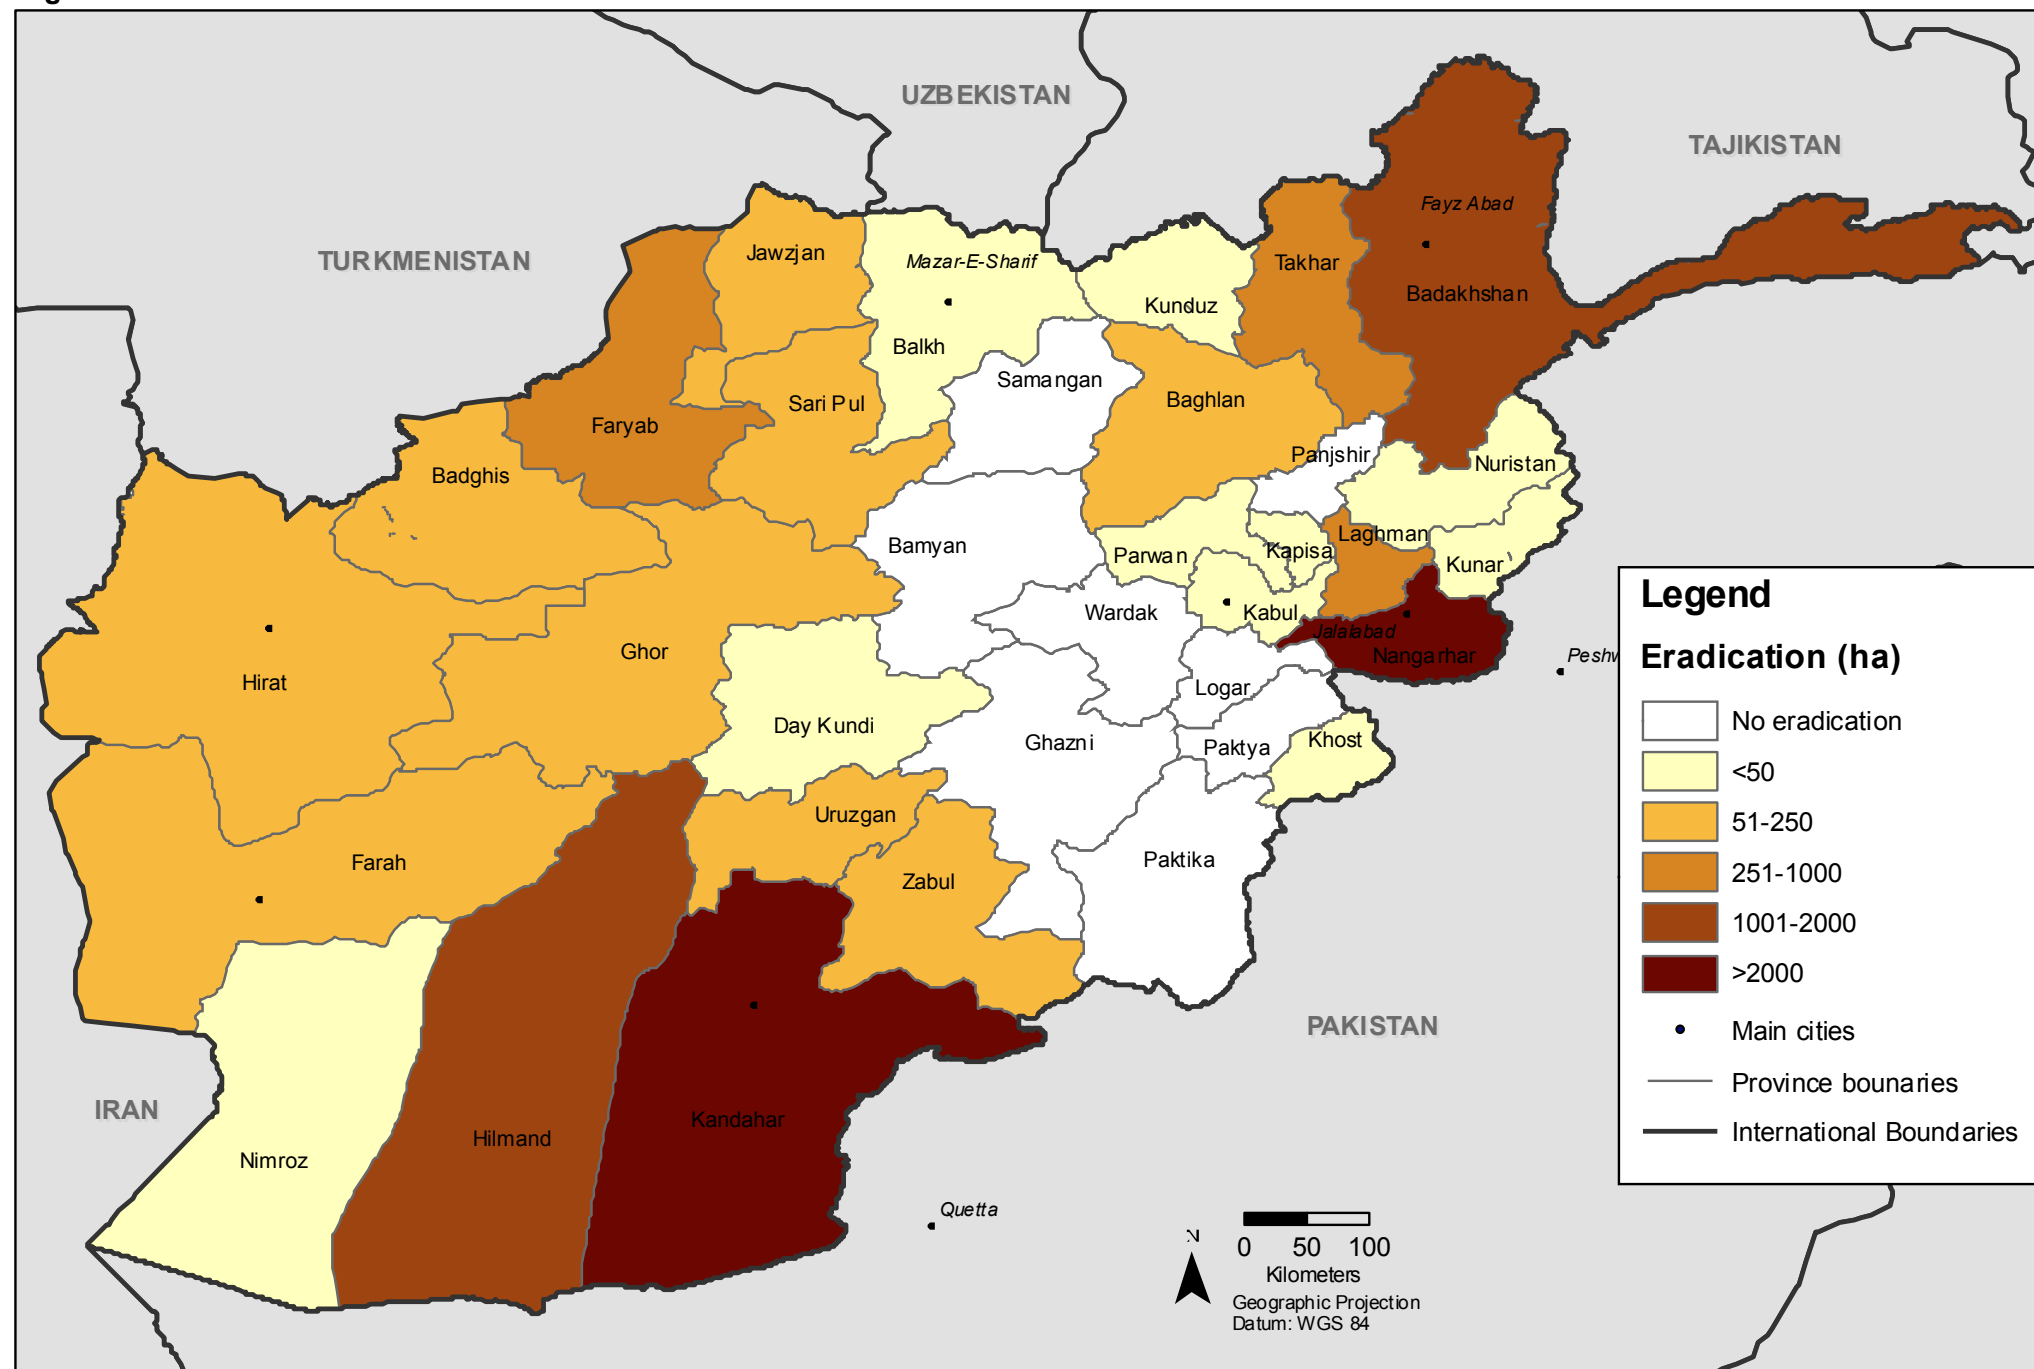 UZBEKISTAN
TAJIKISTAN
TURKMENISTAN
Fayz Abad
Jawzjan
Mazar-E-Sharif
Takhar
Badakhshan
Kunduz
Balkh
Samangan
Sari Pul
Baghlan
Faryab
Panjshir
Nuristan
Badghis
Laghman
Bamyan
Parwan
Kapisa
Kunar
Wardak
Kabul
Jalalabad
Nangarhar
Peshw
Ghor
Hirat
Logar
Day Kundi
Ghazni
Paktya
Khost
Uruzgan
Farah
Zabul
Paktika
PAKISTAN
IRAN
Kandahar
Hilmand
Nimroz
Quetta
Legend
Eradication (ha)
No eradication
<50
51-250
251-1000
1001-2000
>2000
Main cities
Province bounaries
International Boundaries
N
0 50 100
Kilometers
Geographic Projection
Datum: WGS 84